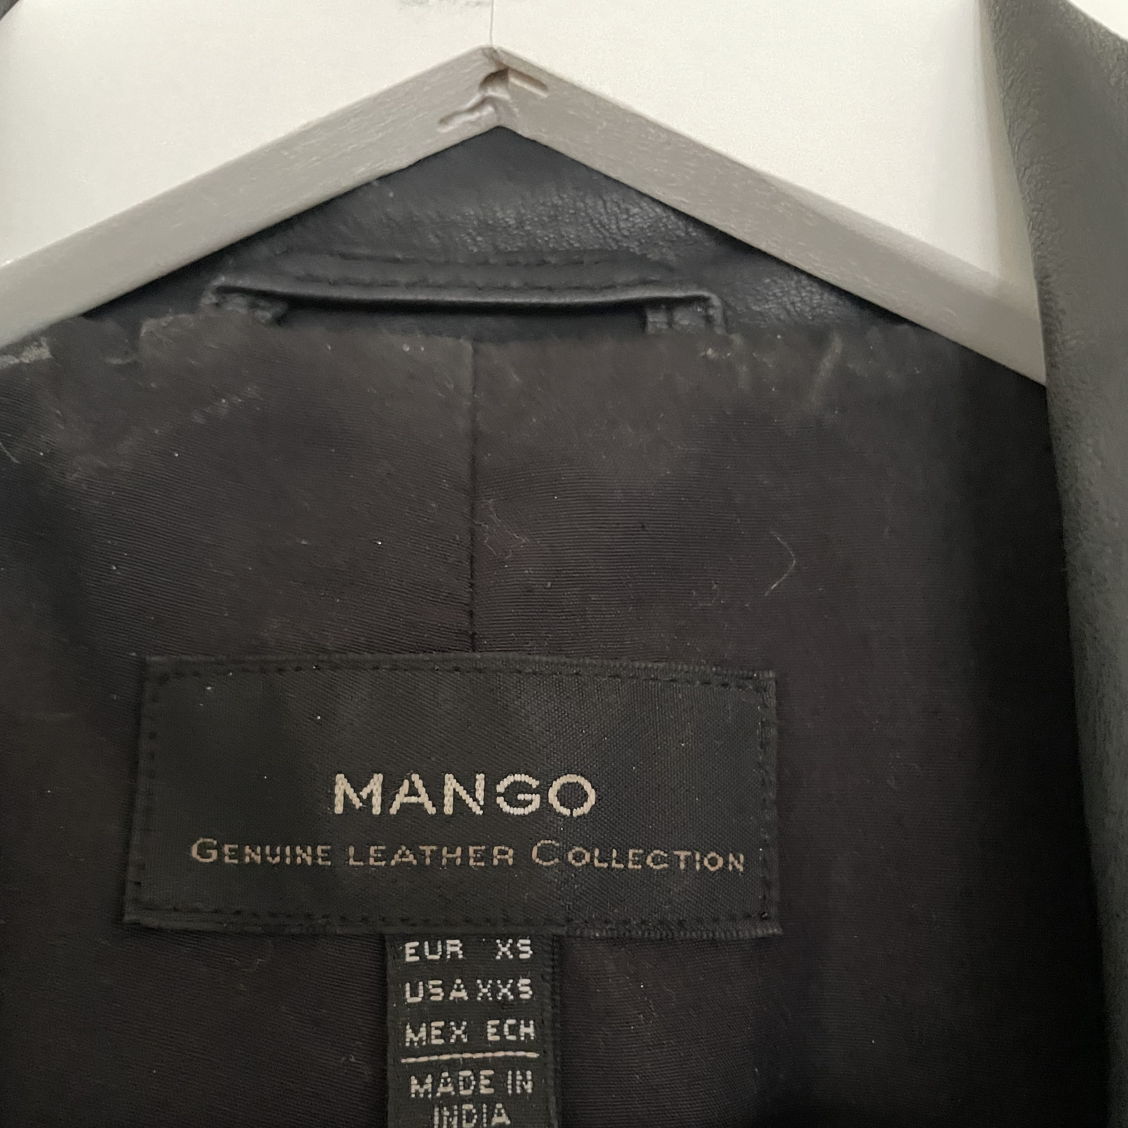 MANGO
GENUINE LEATHER COLLECTION
EUR XS
USA XXS
MEX ECH
MADE IN
INDIA